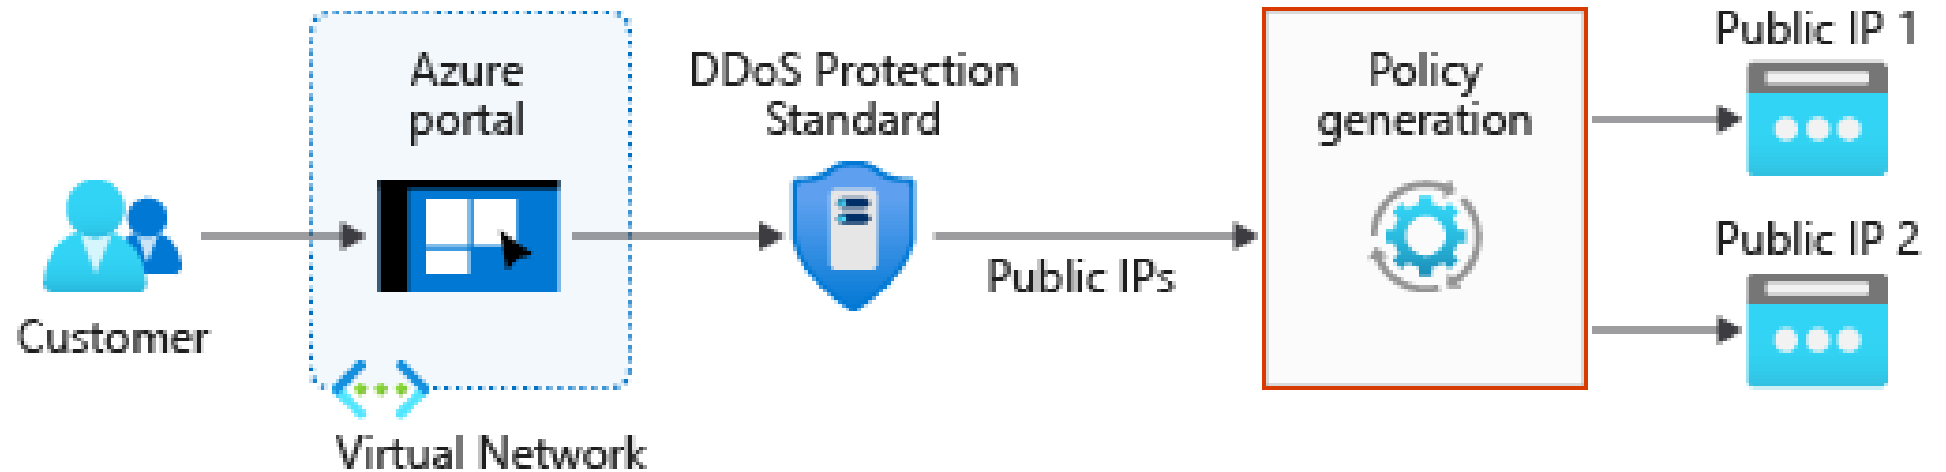 Customer
Azure
portal
Virtual Network
DDoS Protection
Standard
Public IPs
Policy
generation
Public IP 1
Public IP 2